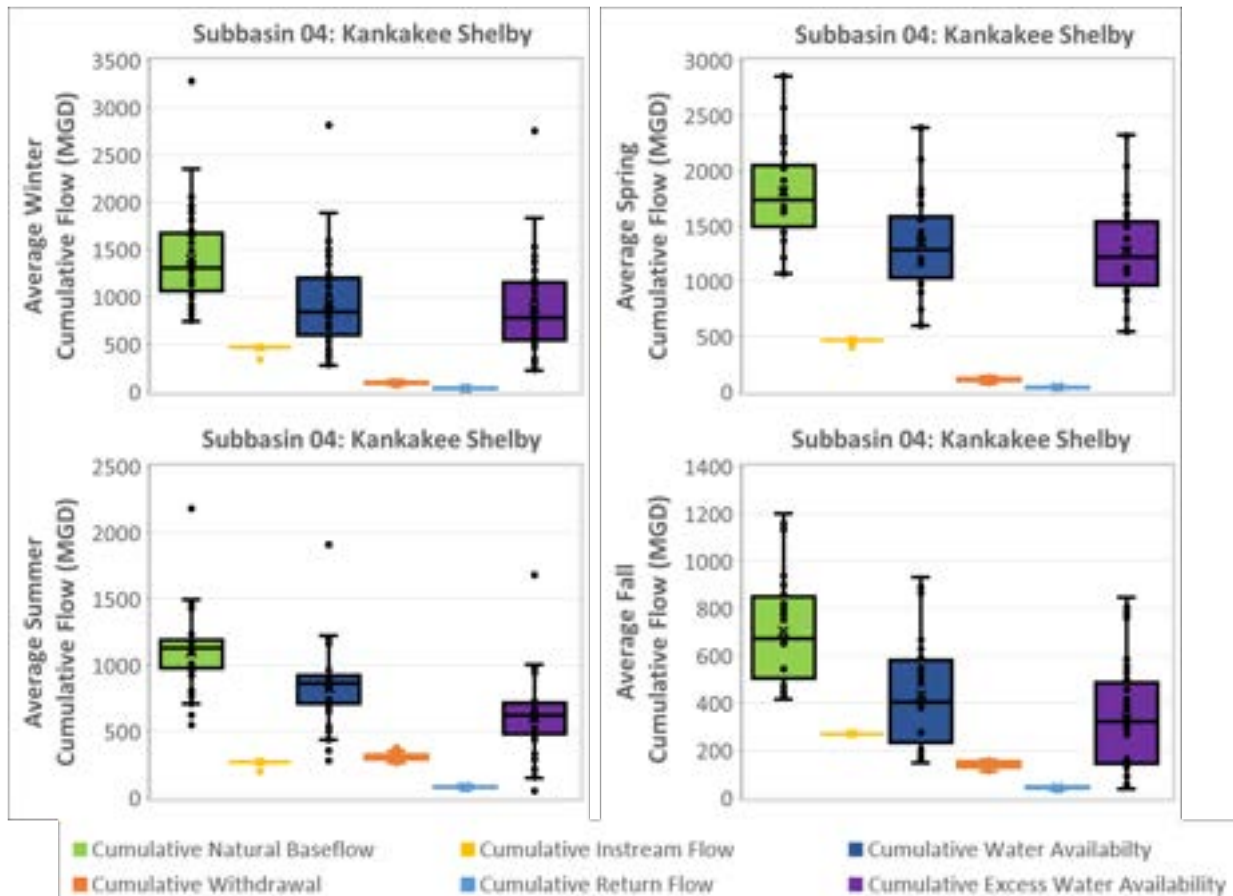 Subbasin 04: Kankakee Shelby
Average Winter
Cumulative Flow (MGD)
3500
3000
2500
2000
1500
1000
500
0
Subbasin 04: Kankakee Shelby
Average Spring
Cumulative Flow (MGD)
3000
2500
2000
1500
1000
500
0
Subbasin 04: Kankakee Shelby
Average Summer
Cumulative Flow (MGD)
2500
2000
1500
1000
500
0
Subbasin 04: Kankakee Shelby
Average Fall
Cumulative Flow (MGD)
1400
1200
1000
800
600
400
200
0
Cumulative Natural Baseflow
Cumulative Instream Flow
Cumulative Water Availabilty
Cumulative Withdrawal
Cumulative Return Flow
Cumulative Excess Water Availability